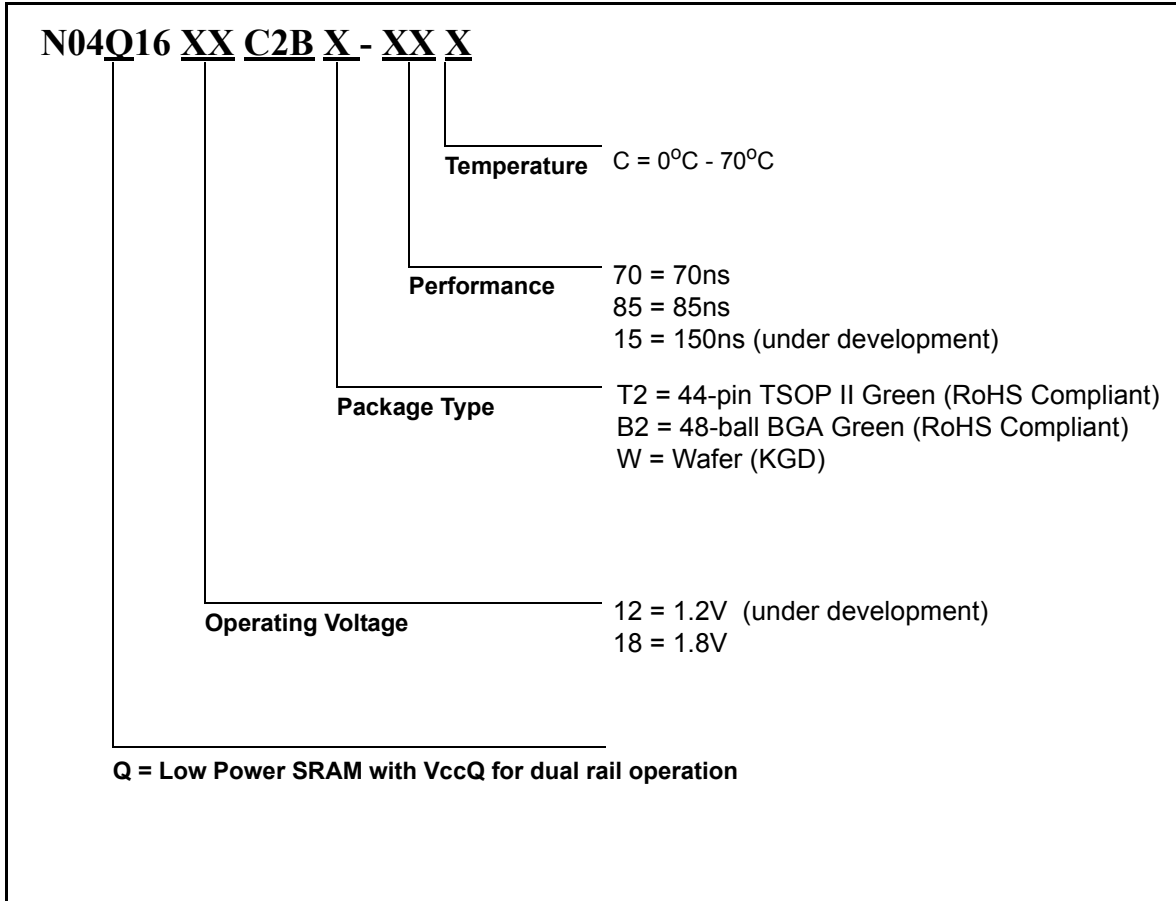 N04Q16 XX C2B X - XX X
Temperature C = 0°C - 70°C
Performance 70 = 70ns
85 = 85ns
15 = 150ns (under development)
Package Type T2 = 44-pin TSOP II Green (RoHS Compliant)
B2 = 48-ball BGA Green (RoHS Compliant)
W = Wafer (KGD)
Operating Voltage 12 = 1.2V (under development)
18 = 1.8V
Q = Low Power SRAM with VccQ for dual rail operation